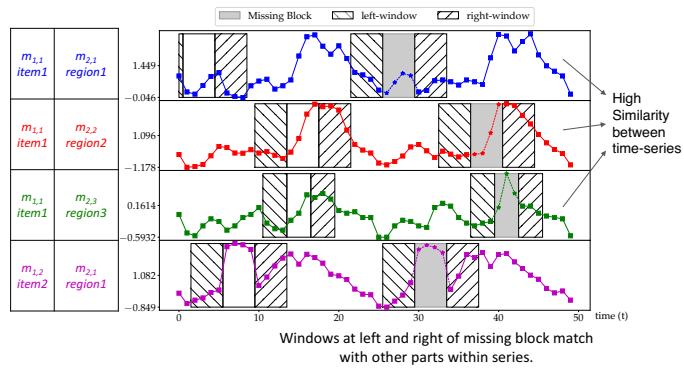 Missing Block left-window right-window
m1,1 m2,1
item1 region1
1.449
−0.046
m1,1 m2,2
item1 region2
1.096
−1.178
m1,1 m2,3
item1 region3
0.1614
−0.5932
m1,2 m2,1
item2 region1
1.082
−0.849
High
Similarity
between
time-series
0 10 20 30 40 50 time (t)
Windows at left and right of missing block match
with other parts within series.